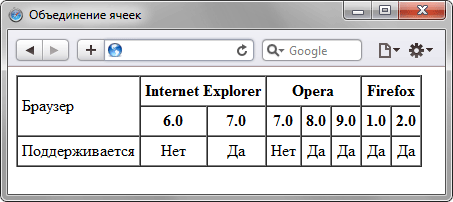 Объединение ячеек
Google
Браузер Internet Explorer Opera Firefox
6.0 7.0 7.0 8.0 9.0 1.0 2.0
Поддерживается Нет Да Нет Да Да Да Да